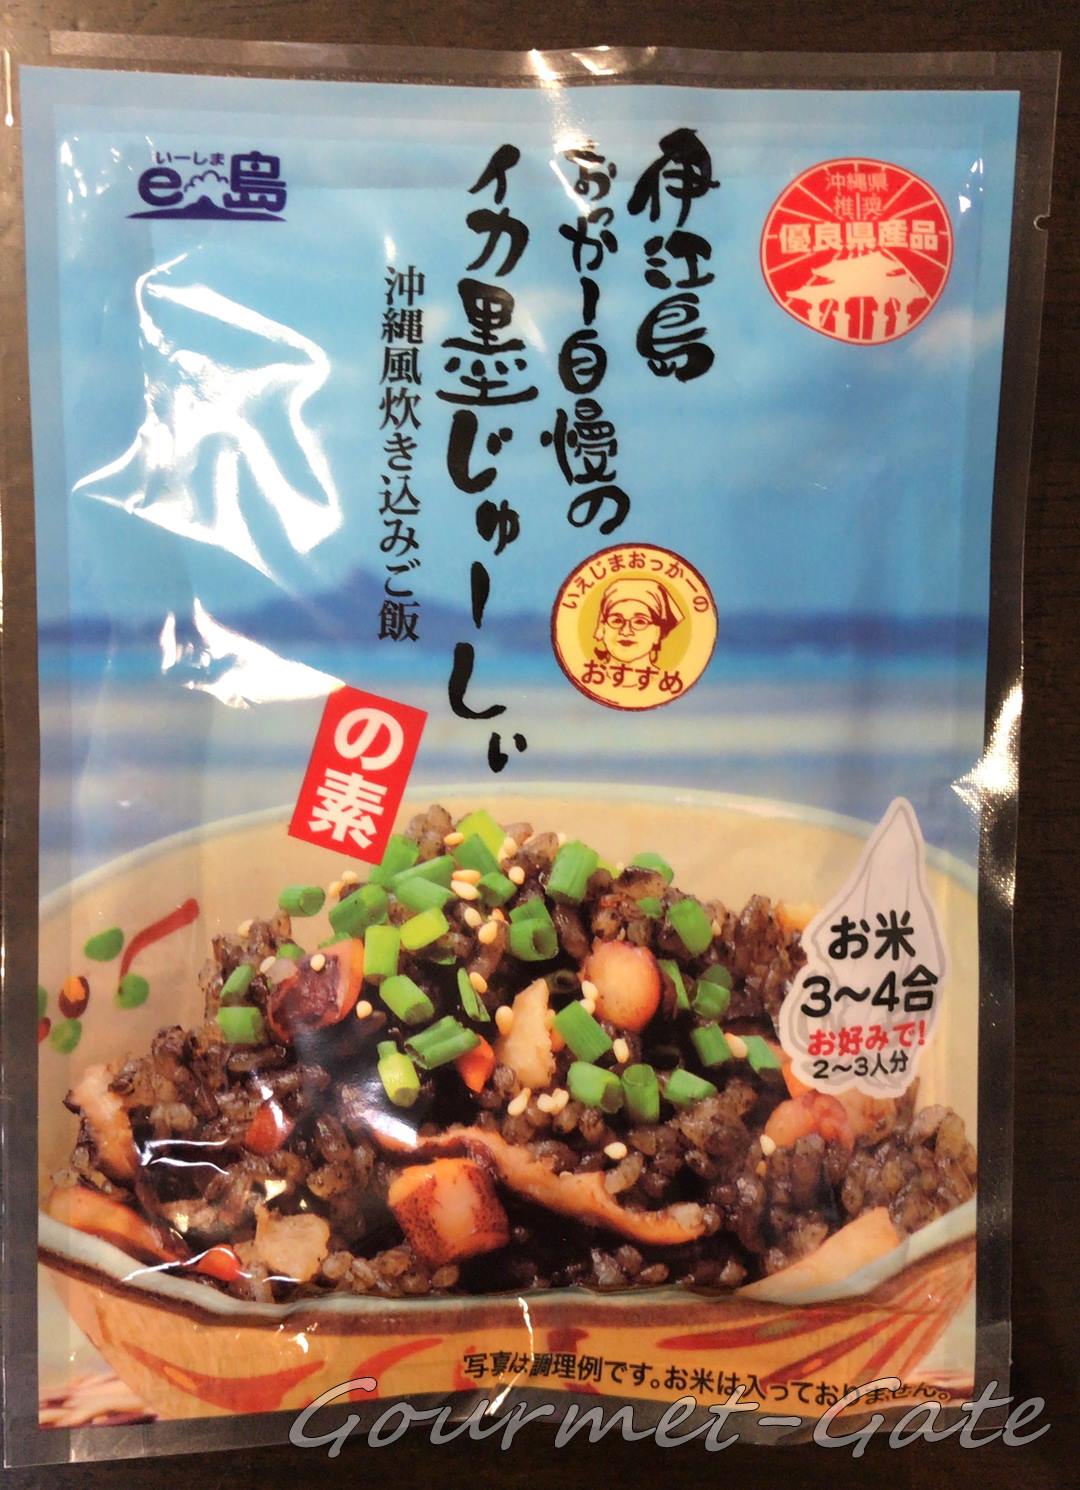 いーしま
e島
伊江島
おっかー自慢の
イカ墨じゅーしぃ
沖縄風炊き込みご飯
の素
沖縄県
推奨
優良県産品
いえじまおっかーの
おすすめ
お米
3〜4合
お好みで!
2〜3人分
写真は調理例です。お米は入っておりません。
Gourmet-Gate